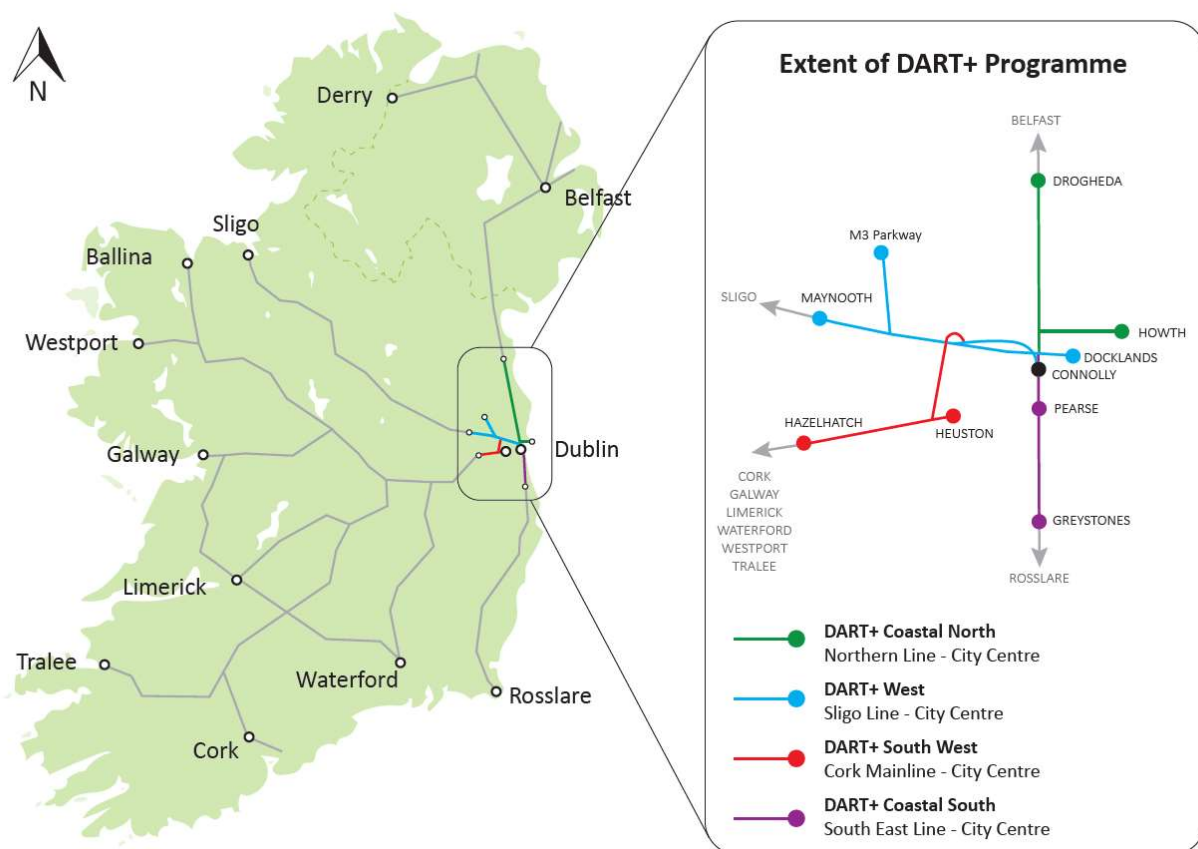 N
Derry
Belfast
Sligo
Ballina
Westport
Galway
Dublin
Limerick
Tralee
Waterford
Rosslare
Cork
Extent of DART+ Programme
BELFAST
DROGHEDA
M3 Parkway
SLIGO
MAYNOOTH
HOWTH
DOCKLANDS
CONNOLLY
PEARSE
HAZELHATCH
HEUSTON
CORK
GALWAY
LIMERICK
WATERFORD
WESTPORT
TRALEE
GREYSTONES
ROSSLARE
DART+ Coastal North
Northern Line - City Centre
DART+ West
Sligo Line - City Centre
DART+ South West
Cork Mainline - City Centre
DART+ Coastal South
South East Line - City Centre